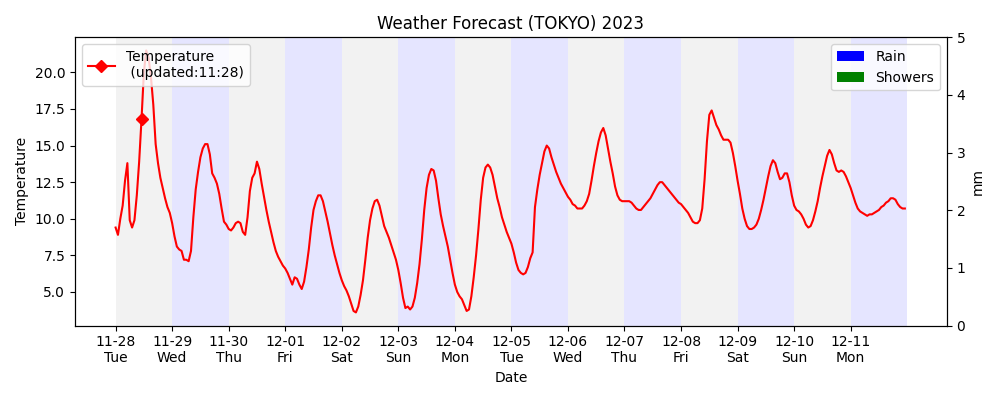 Weather Forecast (TOKYO) 2023
Temperature
(updated:11:28)
Rain
Showers
Temperature
20.0
17.5
15.0
12.5
10.0
7.5
5.0
5
4
3
2
1
0
mm
11-28 11-29 11-30 12-01 12-02 12-03 12-04 12-05 12-06 12-07 12-08 12-09 12-10 12-11
Tue Wed Thu Fri Sat Sun Mon Tue Wed Thu Fri Sat Sun Mon
Date